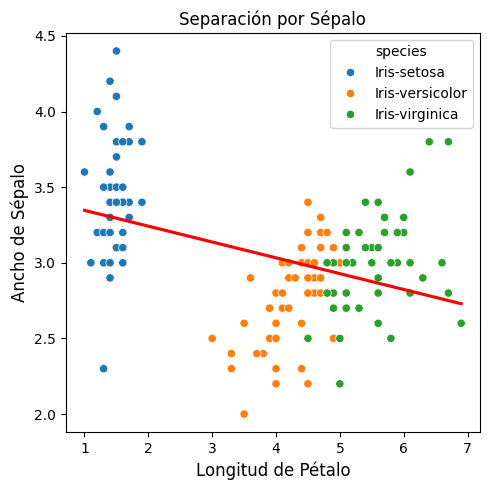 Separación por Sépalo
species
Iris-setosa
Iris-versicolor
Iris-virginica
Ancho de Sépalo
4.5
4.0
3.5
3.0
2.5
2.0
1 2 3 4 5 6 7
Longitud de Pétalo